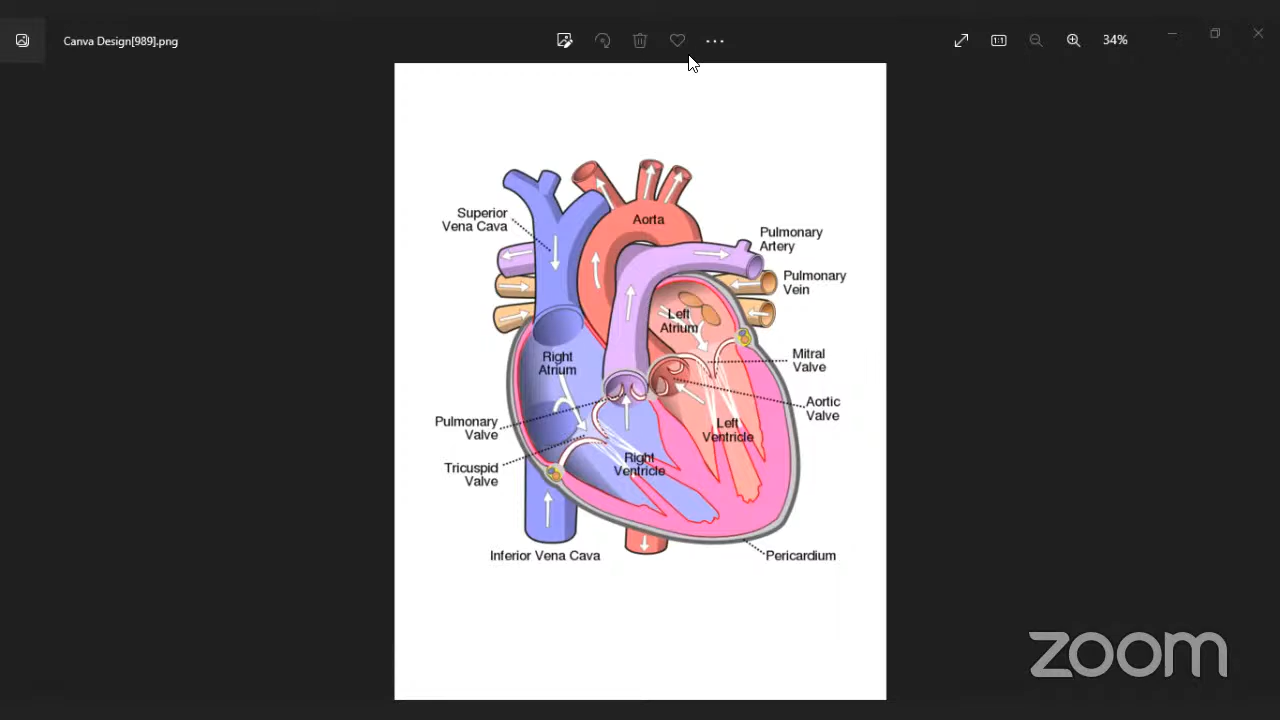 Canva Design[989].png
34%
Superior
Vena Cava
Aorta
Pulmonary
Artery
Pulmonary
Vein
Left
Atrium
Right
Atrium
Mitral
Valve
Aortic
Valve
Pulmonary
Valve
Left
Ventricle
Tricuspid
Valve
Right
Ventricle
Inferior Vena Cava
Pericardium
zoom